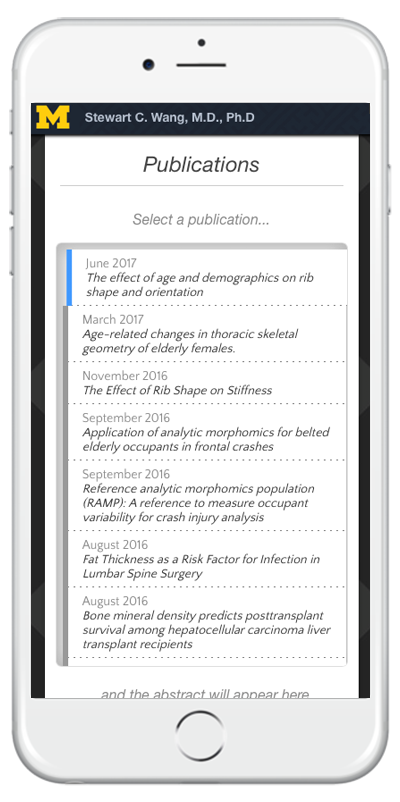 M
Stewart C. Wang, M.D., Ph.D
Publications
Select a publication...
June 2017
The effect of age and demographics on rib
shape and orientation
March 2017
Age-related changes in thoracic skeletal
geometry of elderly females.
November 2016
The Effect of Rib Shape on Stiffness
September 2016
Application of analytic morphomics for belted
elderly occupants in frontal crashes
September 2016
Reference analytic morphomics population
(RAMP): A reference to measure occupant
variability for crash injury analysis
August 2016
Fat Thickness as a Risk Factor for Infection in
Lumbar Spine Surgery
August 2016
Bone mineral density predicts posttransplant
survival among hepatocellular carcinoma liver
transplant recipients
and the abstract will appear here